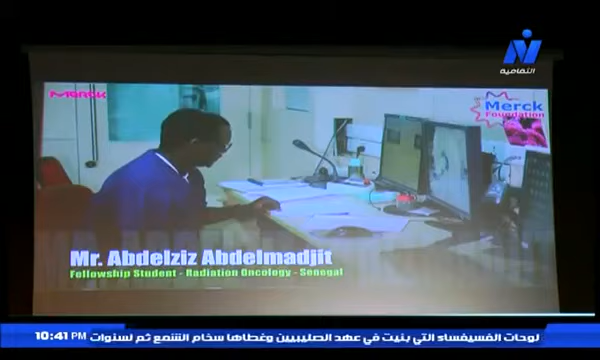 التقافية
MERCK
Merck
Foundation
Mr. Abdelziz Abdelmadjit
Fellowship Student - Radiation Oncology - Senegal
10:41 PM
لوحات الفسيفساء التي بنيت في عهد الصليبيين وغطاها سخام الشمع ثم لسنوات